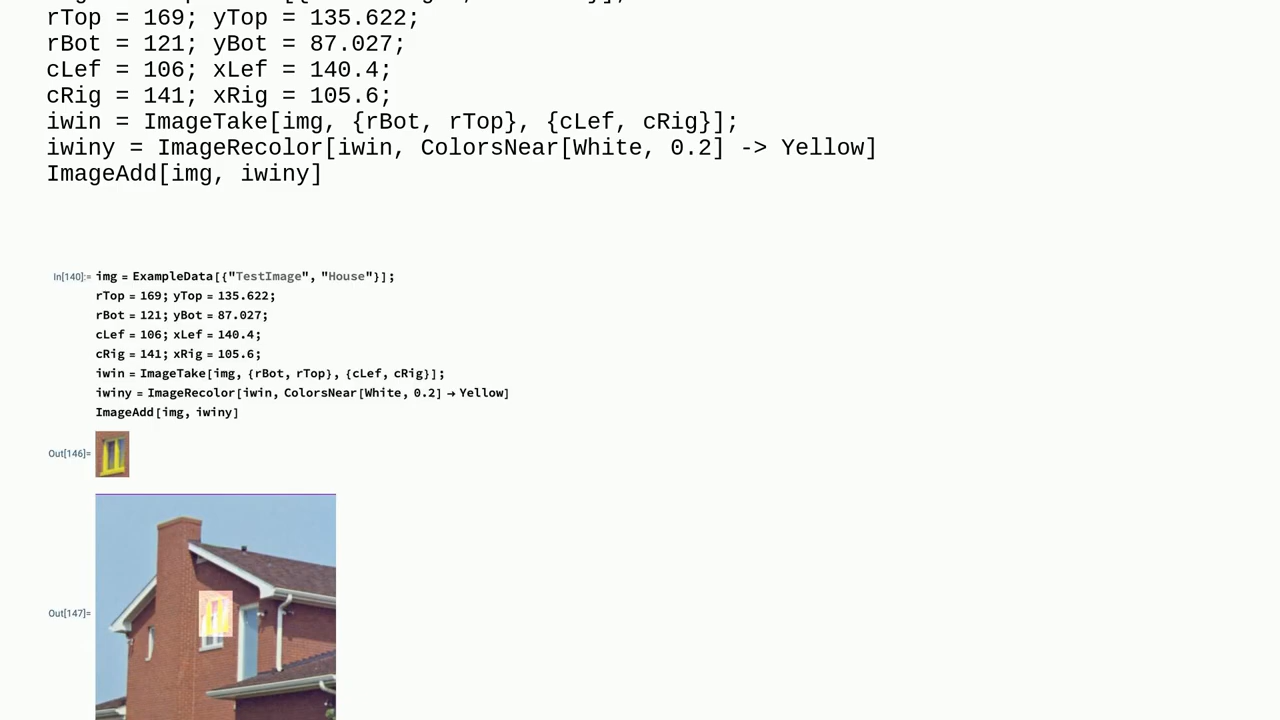 rTop = 169; yTop = 135.622;
rBot = 121; yBot = 87.027;
cLef = 106; xLef = 140.4;
cRig = 141; xRig = 105.6;
iwin = ImageTake[img, {rBot, rTop}, {cLef, cRig}];
iwiny = ImageRecolor[iwin, ColorsNear[White, 0.2] -> Yellow]
ImageAdd[img, iwiny]
In[140]:= img = ExampleData[{"TestImage", "House"}];
rTop = 169; yTop = 135.622;
rBot = 121; yBot = 87.027;
cLef = 106; xLef = 140.4;
cRig = 141; xRig = 105.6;
iwin = ImageTake[img, {rBot, rTop}, {cLef, cRig}];
iwiny = ImageRecolor[iwin, ColorsNear[White, 0.2] → Yellow]
ImageAdd[img, iwiny]
Out[146]=
Out[147]=